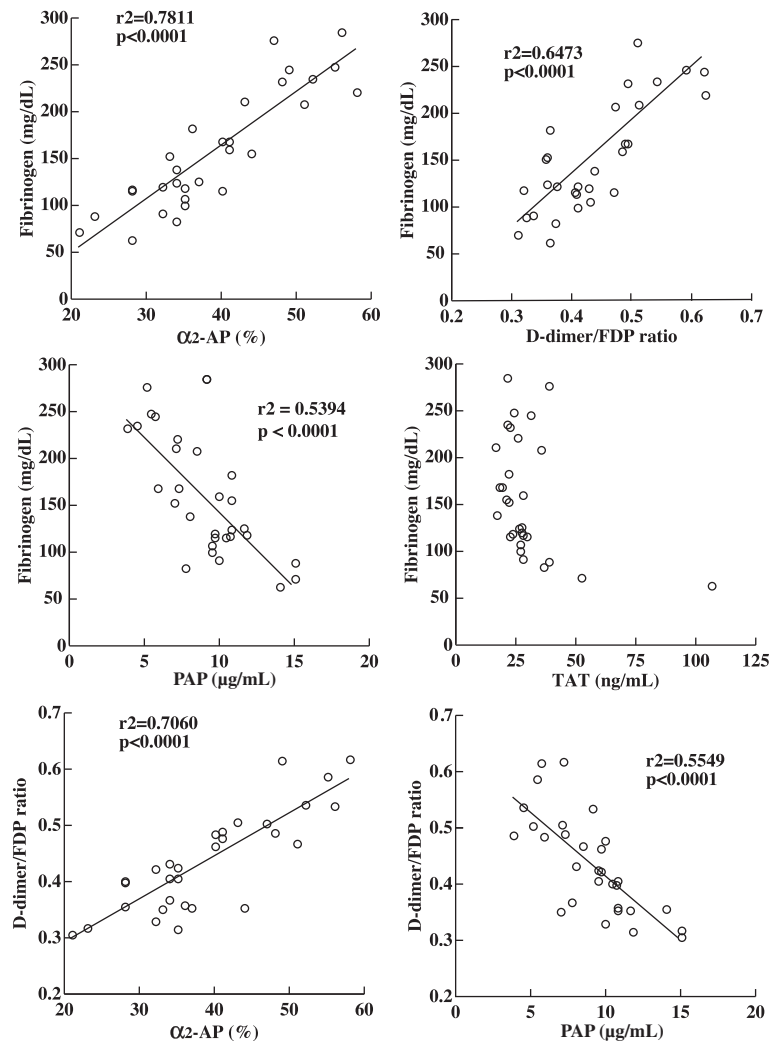 r2=0.7811
p<0.0001
Fibrinogen (mg/dL)
300
250
200
150
100
50
0
20 30 40 50 60
α2-AP (%)
r2=0.6473
p<0.0001
Fibrinogen (mg/dL)
300
250
200
150
100
50
0
0.2 0.3 0.4 0.5 0.6 0.7
D-dimer/FDP ratio
r2 = 0.5394
p < 0.0001
Fibrinogen (mg/dL)
300
250
200
150
100
50
0
0 5 10 15 20
PAP (µg/mL)
Fibrinogen (mg/dL)
300
250
200
150
100
50
0
0 25 50 75 100 125
TAT (ng/mL)
r2=0.7060
p<0.0001
D-dimer/FDP ratio
0.7
0.6
0.5
0.4
0.3
0.2
20 30 40 50 60
α2-AP (%)
r2=0.5549
p<0.0001
D-dimer/FDP ratio
0.7
0.6
0.5
0.4
0.3
0.2
0 5 10 15 20
PAP (µg/mL)